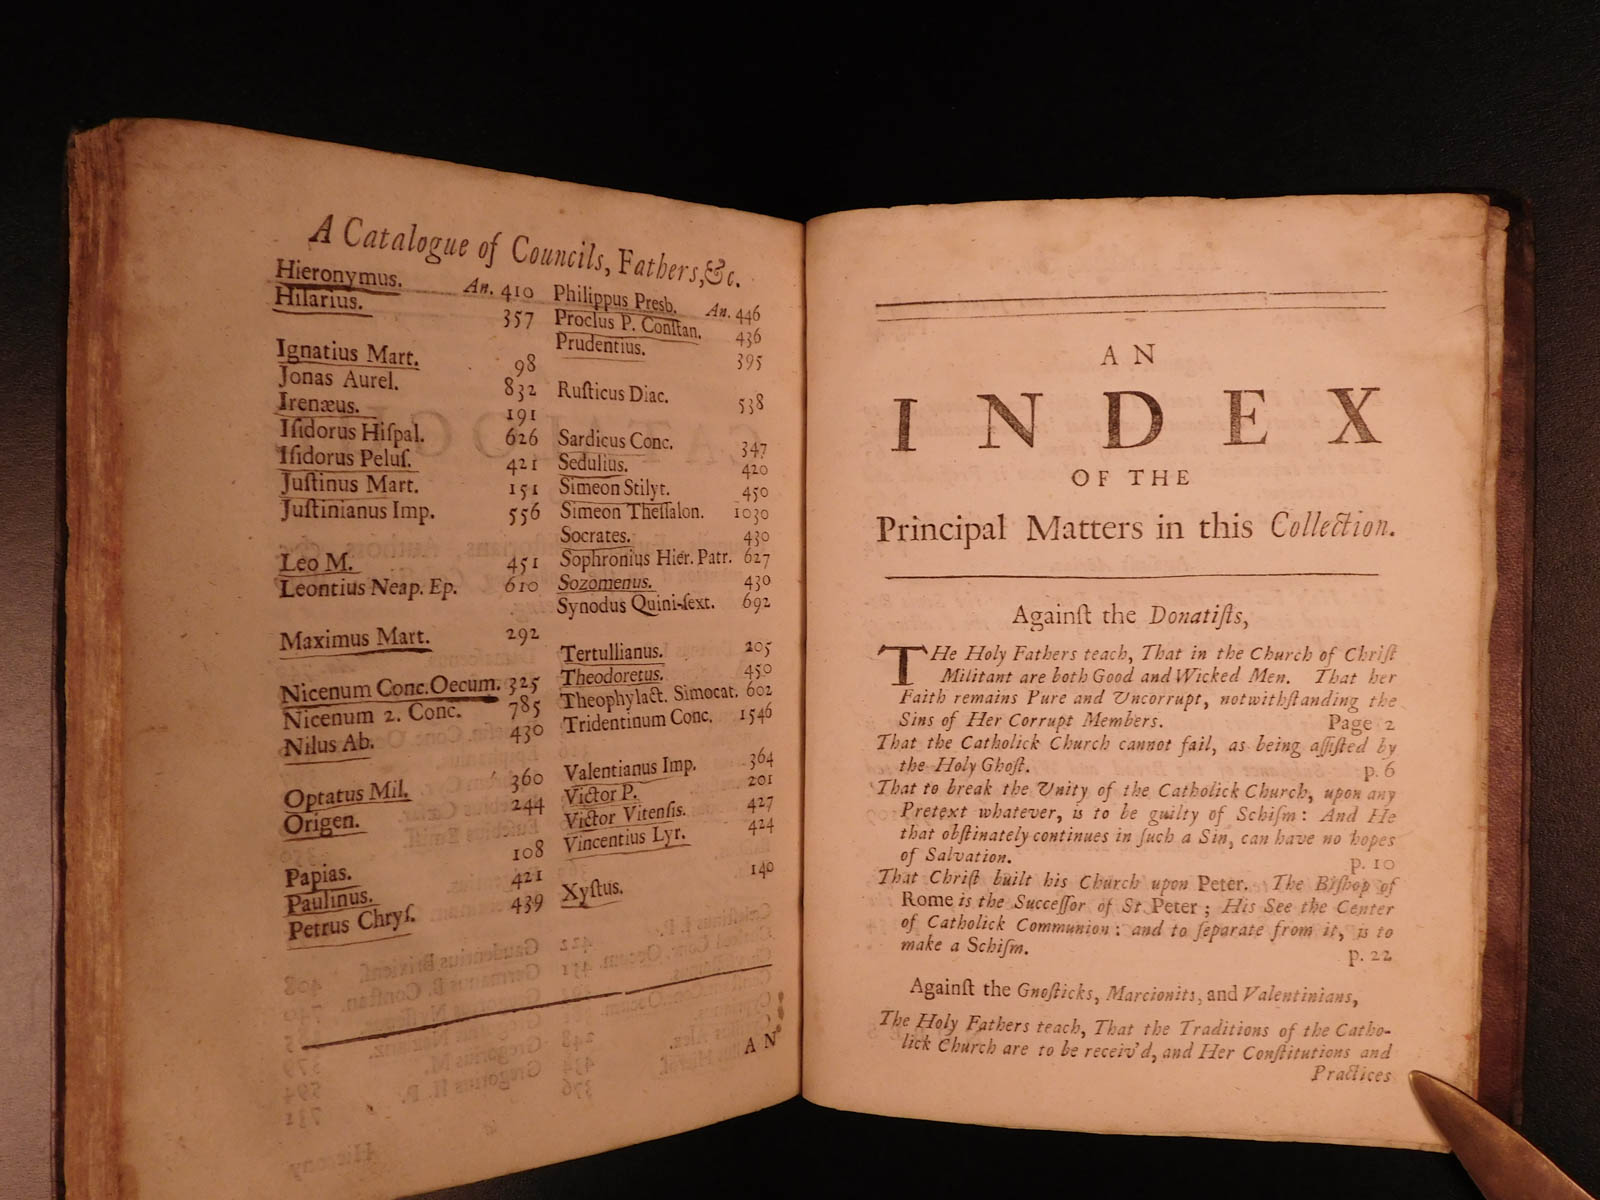 A Catalogue of Councils, Fathers, &c.
Hieronymus. An. 410
Hilarius. 357
Ignatius Mart. 98
Jonas Aurel. 832
Irenæus. 191
Iſidorus Hiſpal. 626
Iſidorus Peluſ. 421
Juſtinus Mart. 151
Juſtinianus Imp. 556
Leo M. 451
Leontius Neap. Ep. 610
Maximus Mart. 292
Nicenum Conc. Oecum. 325
Nicenum 2. Conc. 785
Nilus Ab. 430
Optatus Mil. 360
Origen. 244
Papias. 108
Paulinus. 421
Petrus Chryſ. 439
Philippus Presb. An. 446
Proclus P. Conſtan. 436
Prudentius. 395
Ruſticus Diac. 538
Sardicus Conc. 347
Sedulius. 420
Simeon Stilyt. 450
Simeon Theſſalon. 1030
Socrates. 430
Sophronius Hier. Patr. 627
Sozomenus. 430
Synodus Quini-ſext. 692
Tertullianus. 205
Theodoretus. 450
Theophylact. Simocat. 602
Tridentinum Conc. 1546
Valentianus Imp. 364
Victor P. 201
Victor Vitenſis. 427
Vincentius Lyr. 424
Xyſtus. 140
AN
AN
INDEX
OF THE
Principal Matters in this Collection.
Againſt the Donatiſts,
THe Holy Fathers teach, That in the Church of Chriſt
Militant are both Good and Wicked Men. That her
Faith remains Pure and Uncorrupt, notwithſtanding the
Sins of Her Corrupt Members. Page 2
That the Catholick Church cannot fail, as being aſſiſted by
the Holy Ghoſt. p. 6
That to break the Unity of the Catholick Church, upon any
Pretext whatever, is to be guilty of Schiſm: And He
that obſtinately continues in ſuch a Sin, can have no hopes
of Salvation. p. 10
That Chriſt built his Church upon Peter. The Biſhop of
Rome is the Succeſſor of St Peter; His See the Center
of Catholick Communion: and to ſeparate from it, is to
make a Schiſm. p. 22
Againſt the Gnoſticks, Marcionits, and Valentinians,
The Holy Fathers teach, That the Traditions of the Catho-
lick Church are to be receiv'd, and Her Conſtitutions and
Practices